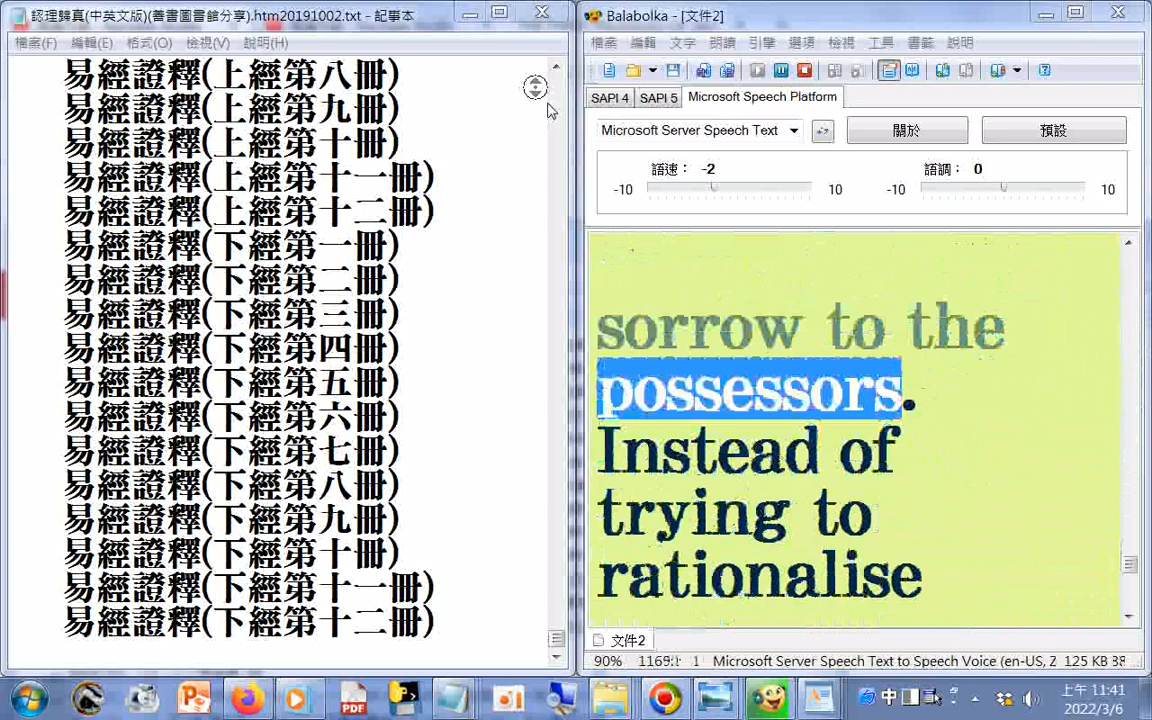 認理歸真(中英文版)(善書圖書館分享).htm20191002.txt - 記事本
檔案(F) 編輯(E) 格式(O) 檢視(V) 說明(H)
易經證釋(上經第八冊)
易經證釋(上經第九冊)
易經證釋(上經第十冊)
易經證釋(上經第十一冊)
易經證釋(上經第十二冊)
易經證釋(下經第一冊)
易經證釋(下經第二冊)
易經證釋(下經第三冊)
易經證釋(下經第四冊)
易經證釋(下經第五冊)
易經證釋(下經第六冊)
易經證釋(下經第七冊)
易經證釋(下經第八冊)
易經證釋(下經第九冊)
易經證釋(下經第十冊)
易經證釋(下經第十一冊)
易經證釋(下經第十二冊)
Balabolka - [文件2]
檔案 編輯 文字 朗讀 引擎 選項 檢視 工具 書籤 說明
SAPI 4 SAPI 5 Microsoft Speech Platform
Microsoft Server Speech Text 關於 預設
語速： -2 語調： 0
-10 10 -10 10
sorrow to the
possessors.
Instead of
trying to
rationalise
文件2
90% 1 Microsoft Server Speech Text to Speech Voice (en-US, Z 125 KB
PDF 中 上午 11:41
2022/3/6